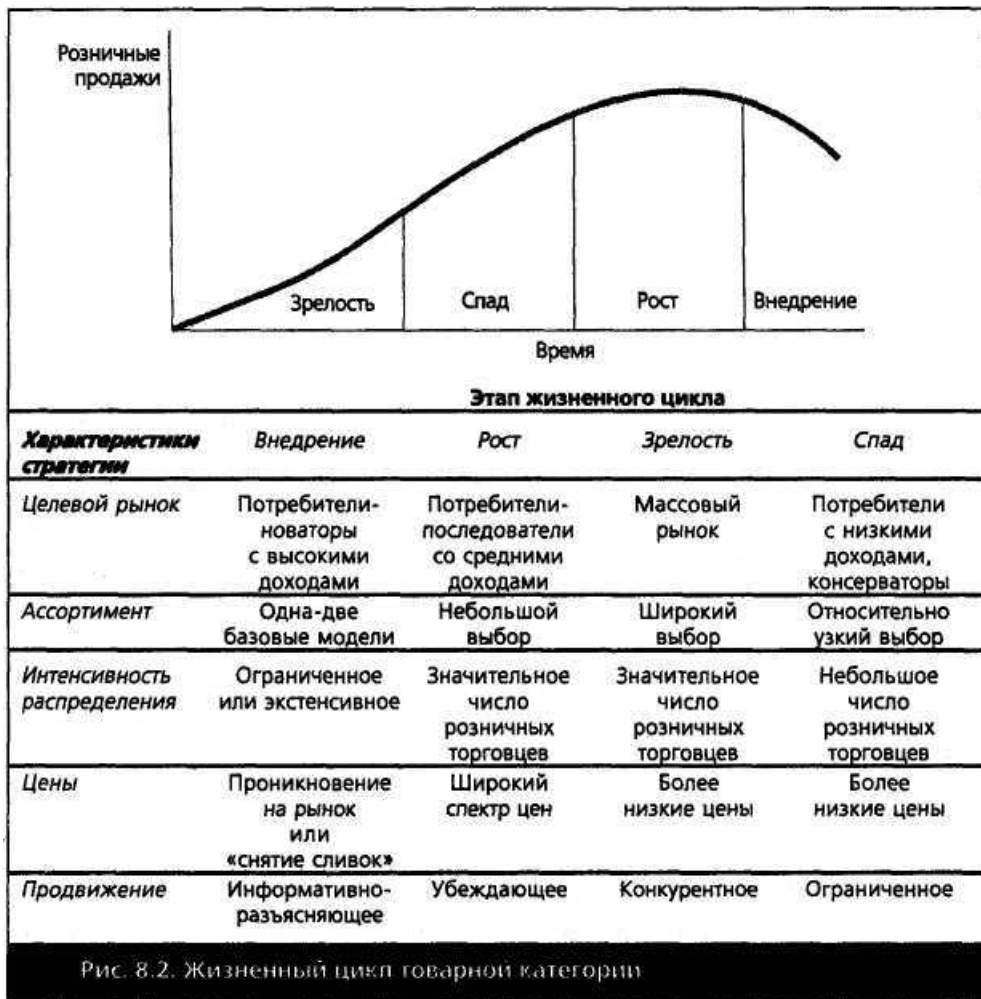 Розничные
продажи
Зрелость Спад Рост Внедрение
Время
Этап жизненного цикла
Характеристики
стратегии
Внедрение Рост Зрелость Спад
Целевой рынок
Потребители-
новаторы
с высокими
доходами
Потребители-
последователи
со средними
доходами
Массовый
рынок
Потребители
с низкими
доходами,
консерваторы
Ассортимент
Одна-две
базовые модели
Небольшой
выбор
Широкий
выбор
Относительно
узкий выбор
Интенсивность
распределения
Ограниченное
или экстенсивное
Значительное
число
розничных
торговцев
Значительное
число
розничных
торговцев
Небольшое
число
розничных
торговцев
Цены
Проникновение
на рынок
или
«снятие сливок»
Широкий
спектр цен
Более
низкие цены
Более
низкие цены
Продвижение
Информативно-
разъясняющее
Убеждающее
Конкурентное
Ограниченное
Рис. 8.2. Жизненный цикл товарной категории